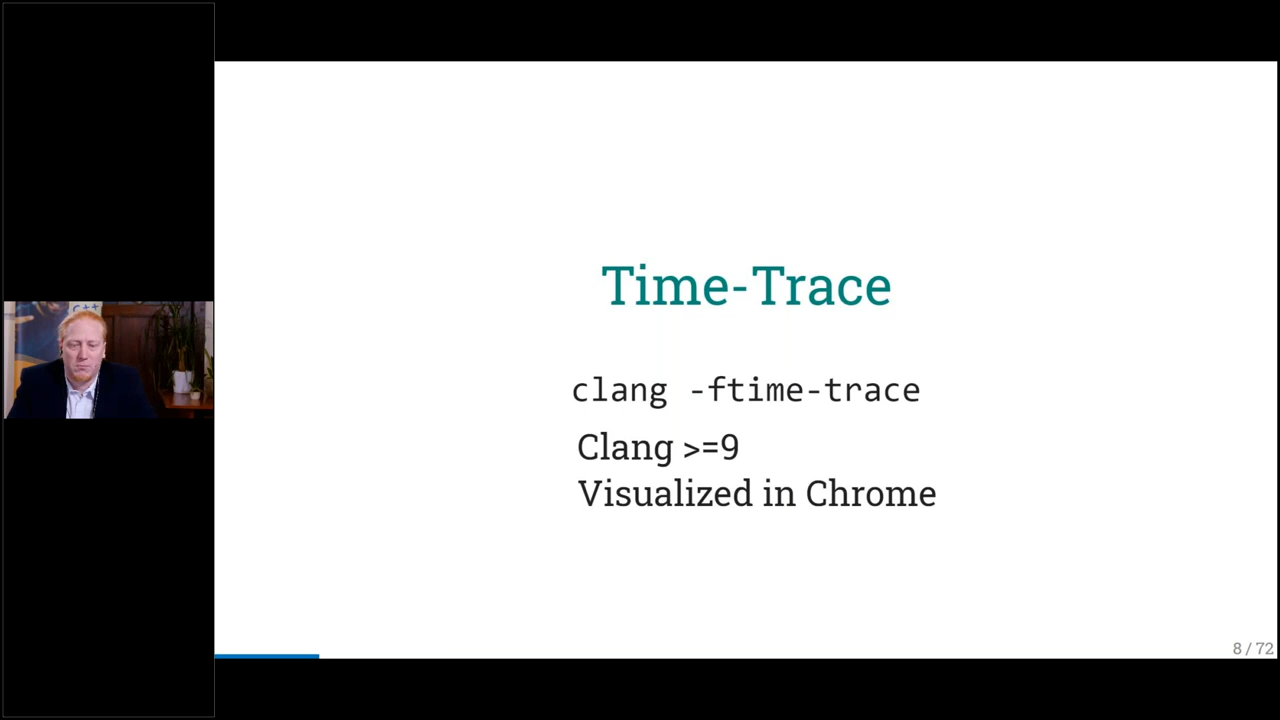 C++
Time-Trace
clang -ftime-trace
Clang >=9
Visualized in Chrome
8 / 72